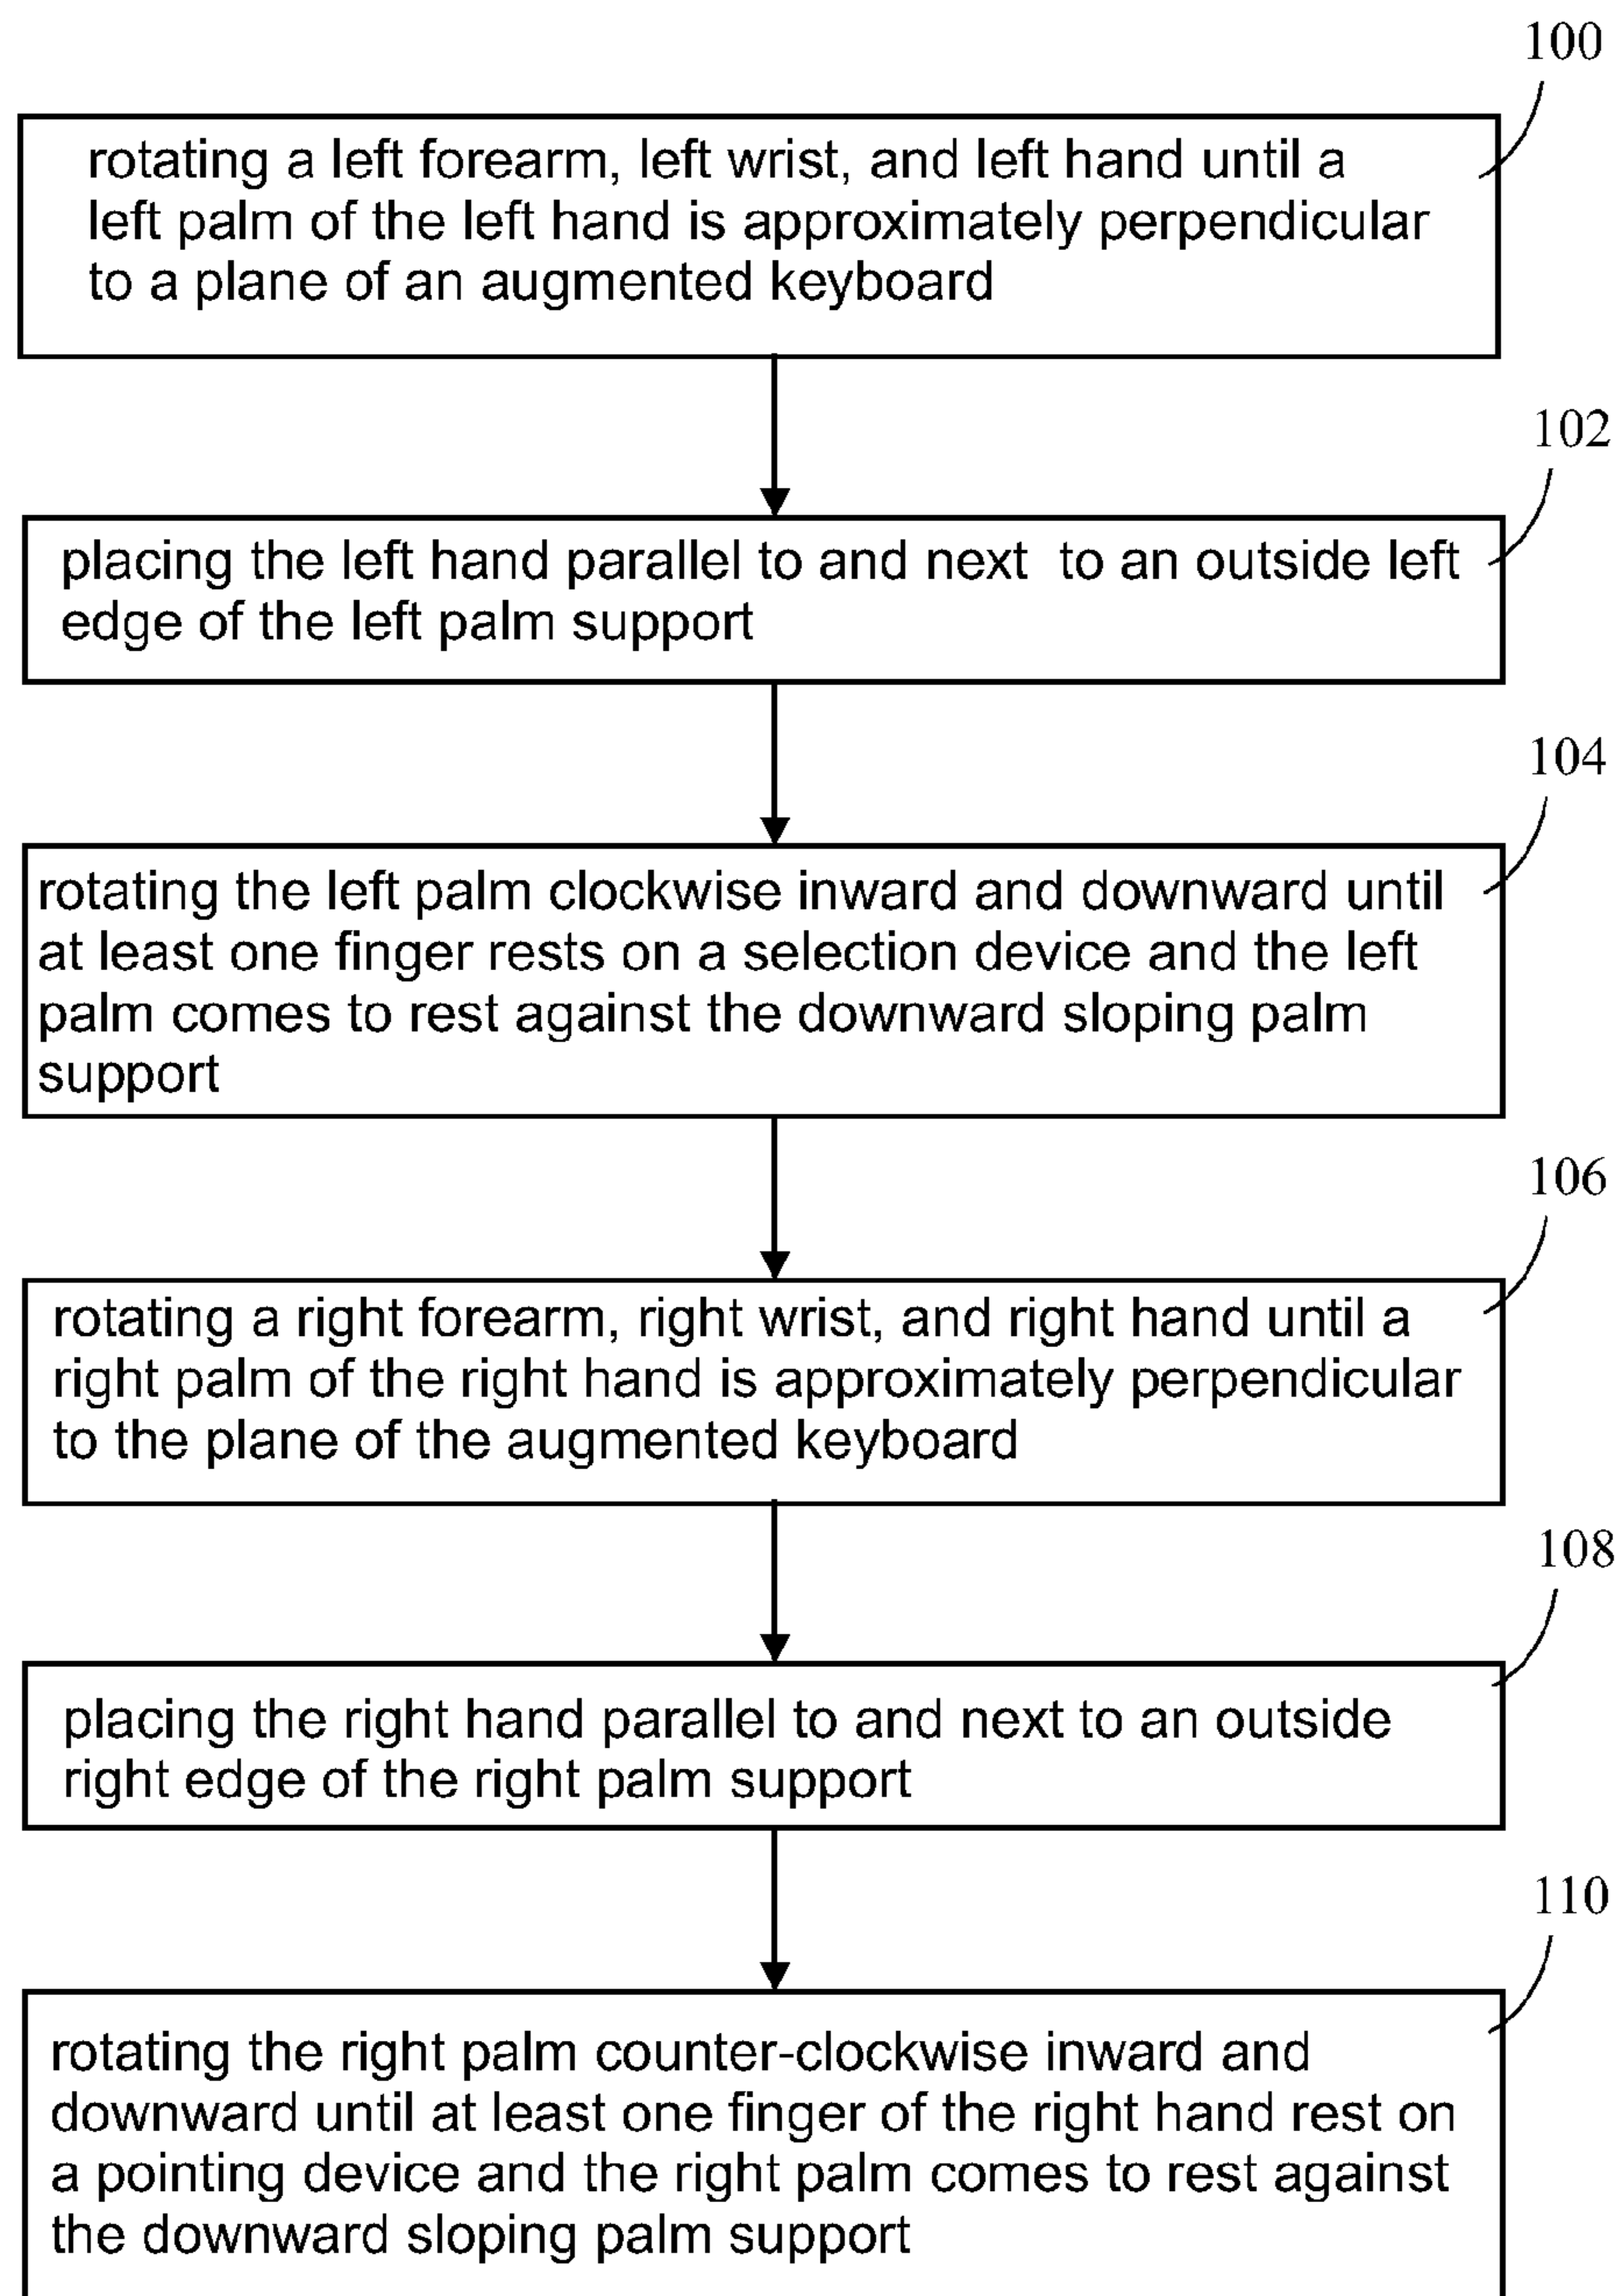 100
rotating a left forearm, left wrist, and left hand until a
left palm of the left hand is approximately perpendicular
to a plane of an augmented keyboard
102
placing the left hand parallel to and next to an outside left
edge of the left palm support
104
rotating the left palm clockwise inward and downward until
at least one finger rests on a selection device and the left
palm comes to rest against the downward sloping palm
support
106
rotating a right forearm, right wrist, and right hand until a
right palm of the right hand is approximately perpendicular
to the plane of the augmented keyboard
108
placing the right hand parallel to and next to an outside
right edge of the right palm support
110
rotating the right palm counter-clockwise inward and
downward until at least one finger of the right hand rest on
a pointing device and the right palm comes to rest against
the downward sloping palm support